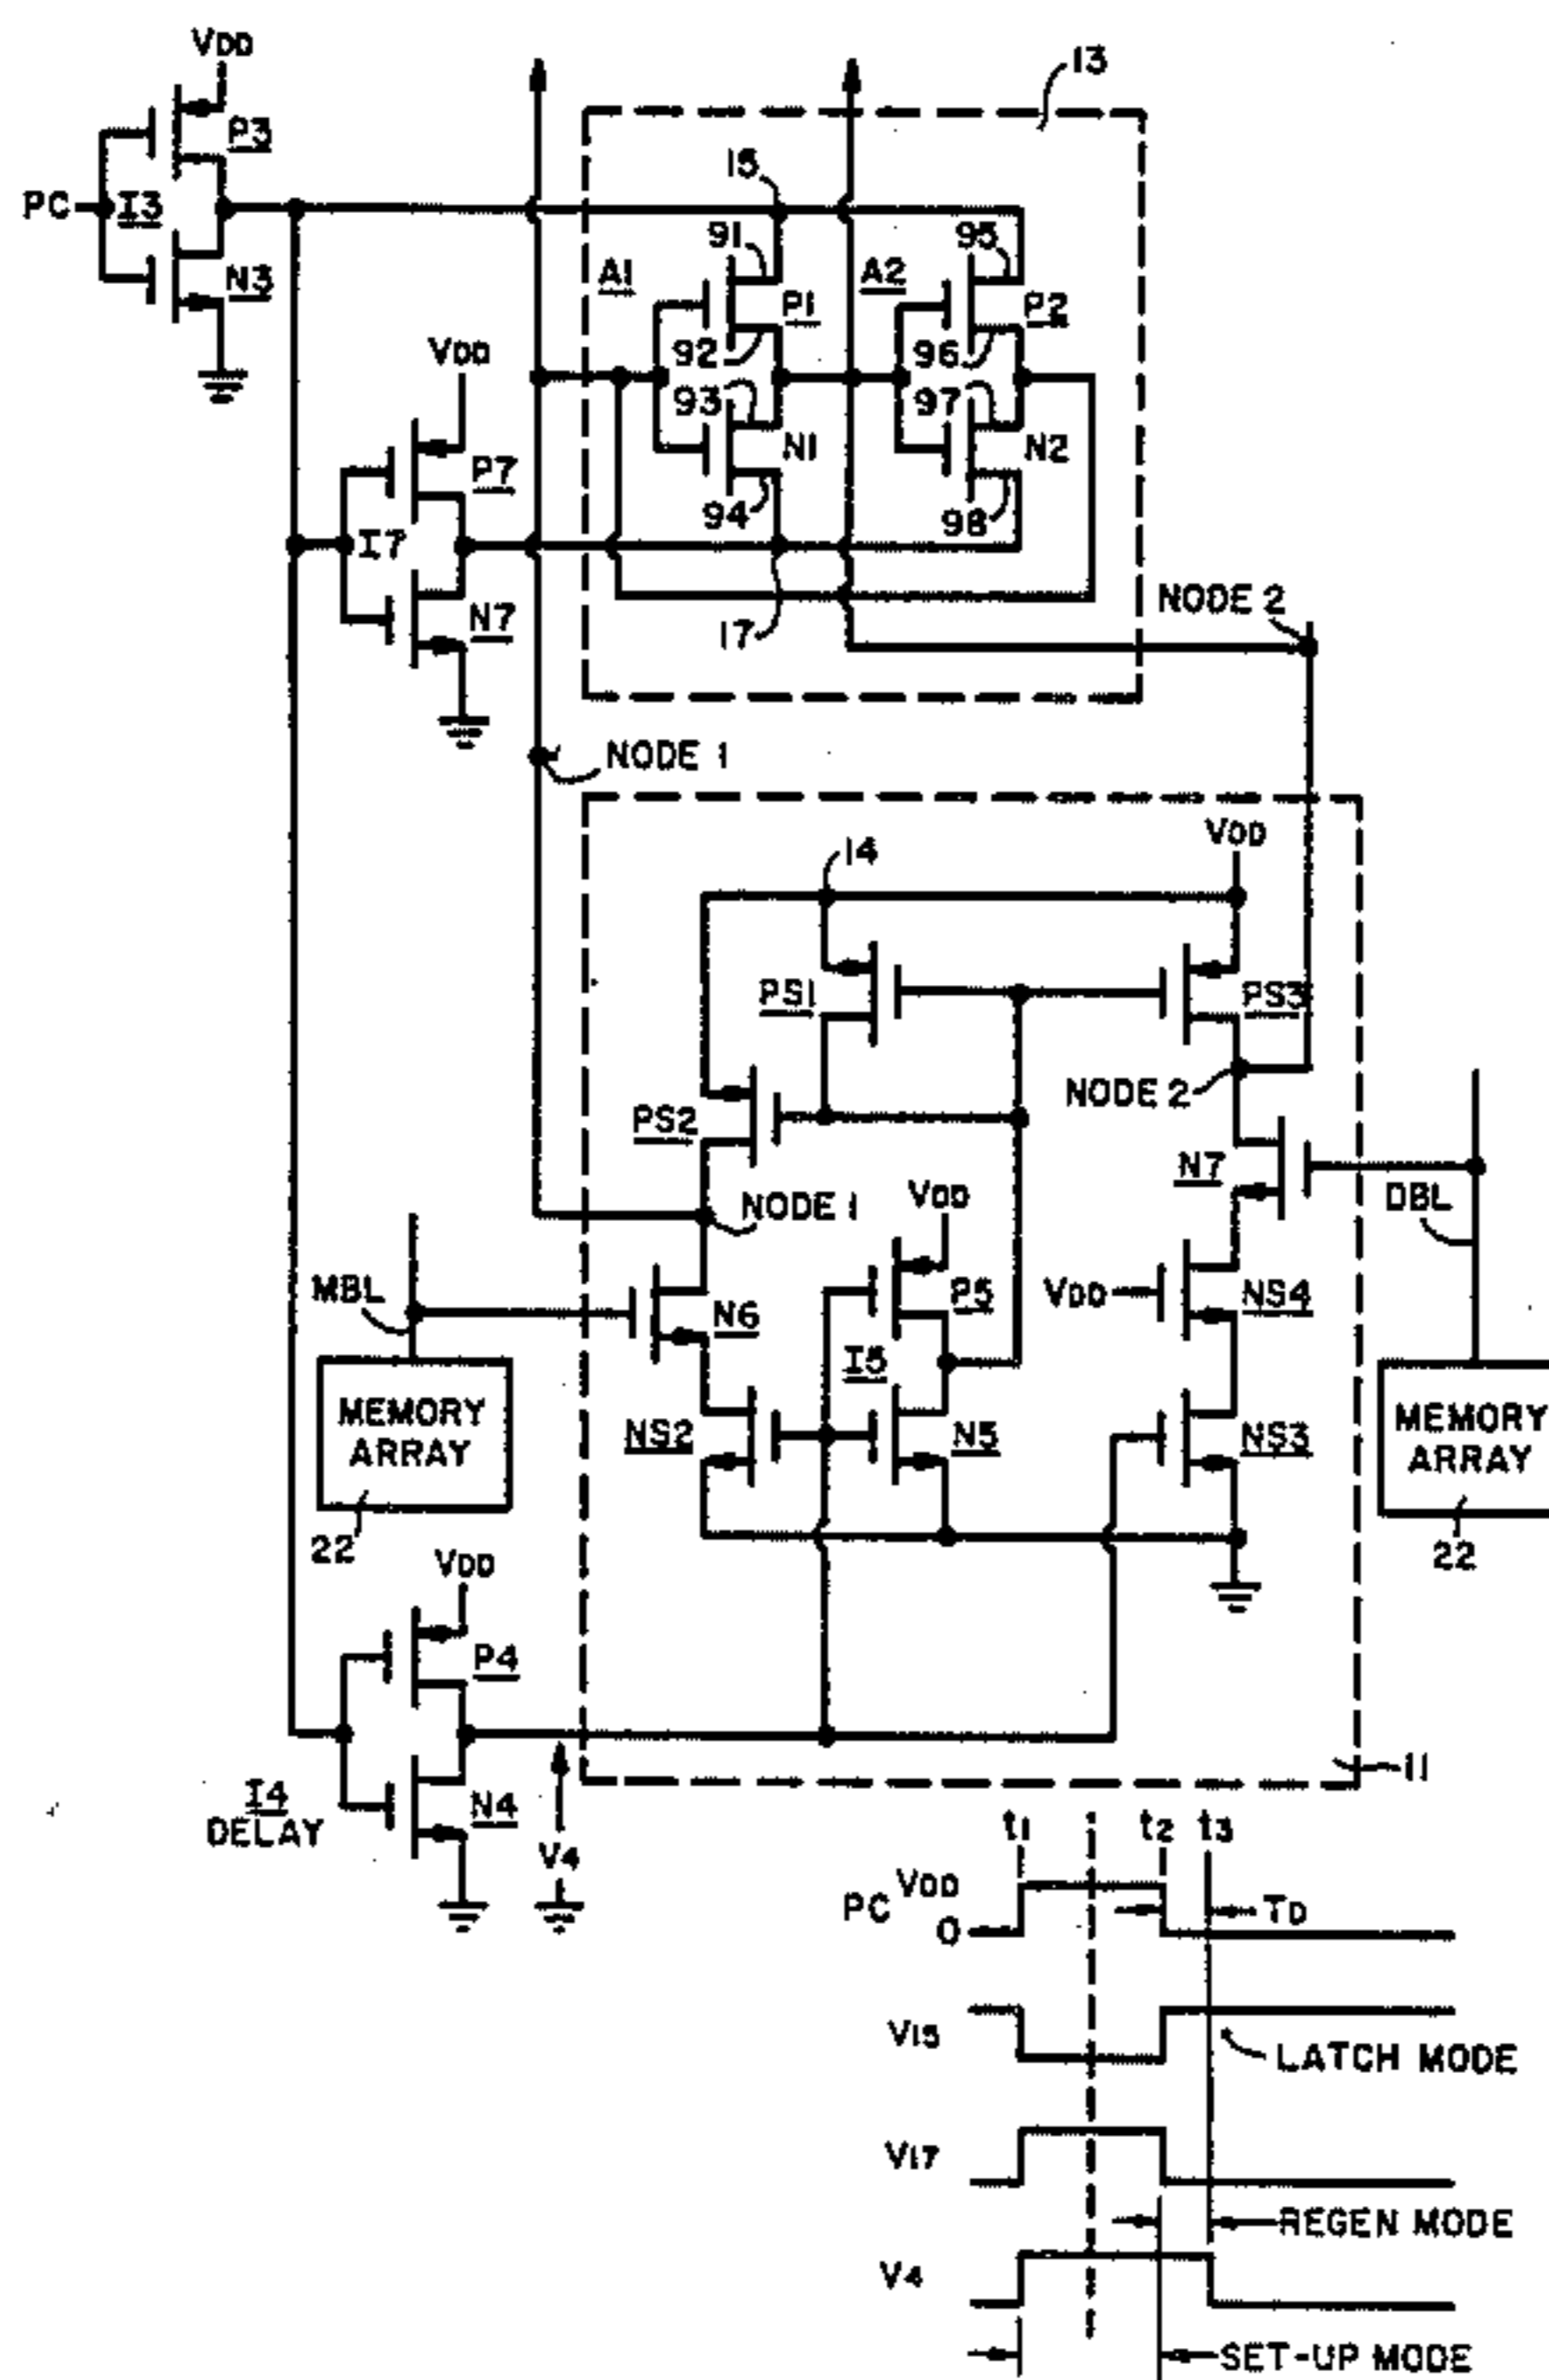 VDD
13
P3
15
PC
I3
91
95
N3
A1
A2
P1
P2
VDD
92
96
93
97
P7
N1
N2
94
98
I7
NODE 2
N7
17
NODE 1
VDD
14
PS1
PS3
NODE 2
PS2
N7
VDD
NODE 1
DBL
MBL
P5
VDD
NS4
N6
I5
MEMORY
ARRAY
NS2
N5
NS3
MEMORY
ARRAY
22
22
VDD
P4
11
I4
DELAY
N4
V4
t1
t2
t3
PC
VDD
0
TD
V15
LATCH MODE
V17
REGEN MODE
V4
SET-UP MODE